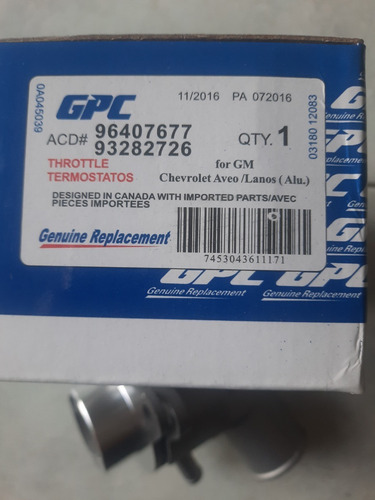 GPC
11/2016 PA 072016
ACD# 96407677
93282726
QTY. 1
THROTTLE
TERMOSTATOS
for GM
Chevrolet Aveo /Lanos ( Alu.)
DESIGNED IN CANADA WITH IMPORTED PARTS/AVEC
PIECES IMPORTEES
Genuine Replacement
7453043611171
0A045039
03180 12083
GPC GPC
Genuine Replacement
Genuine Replacement